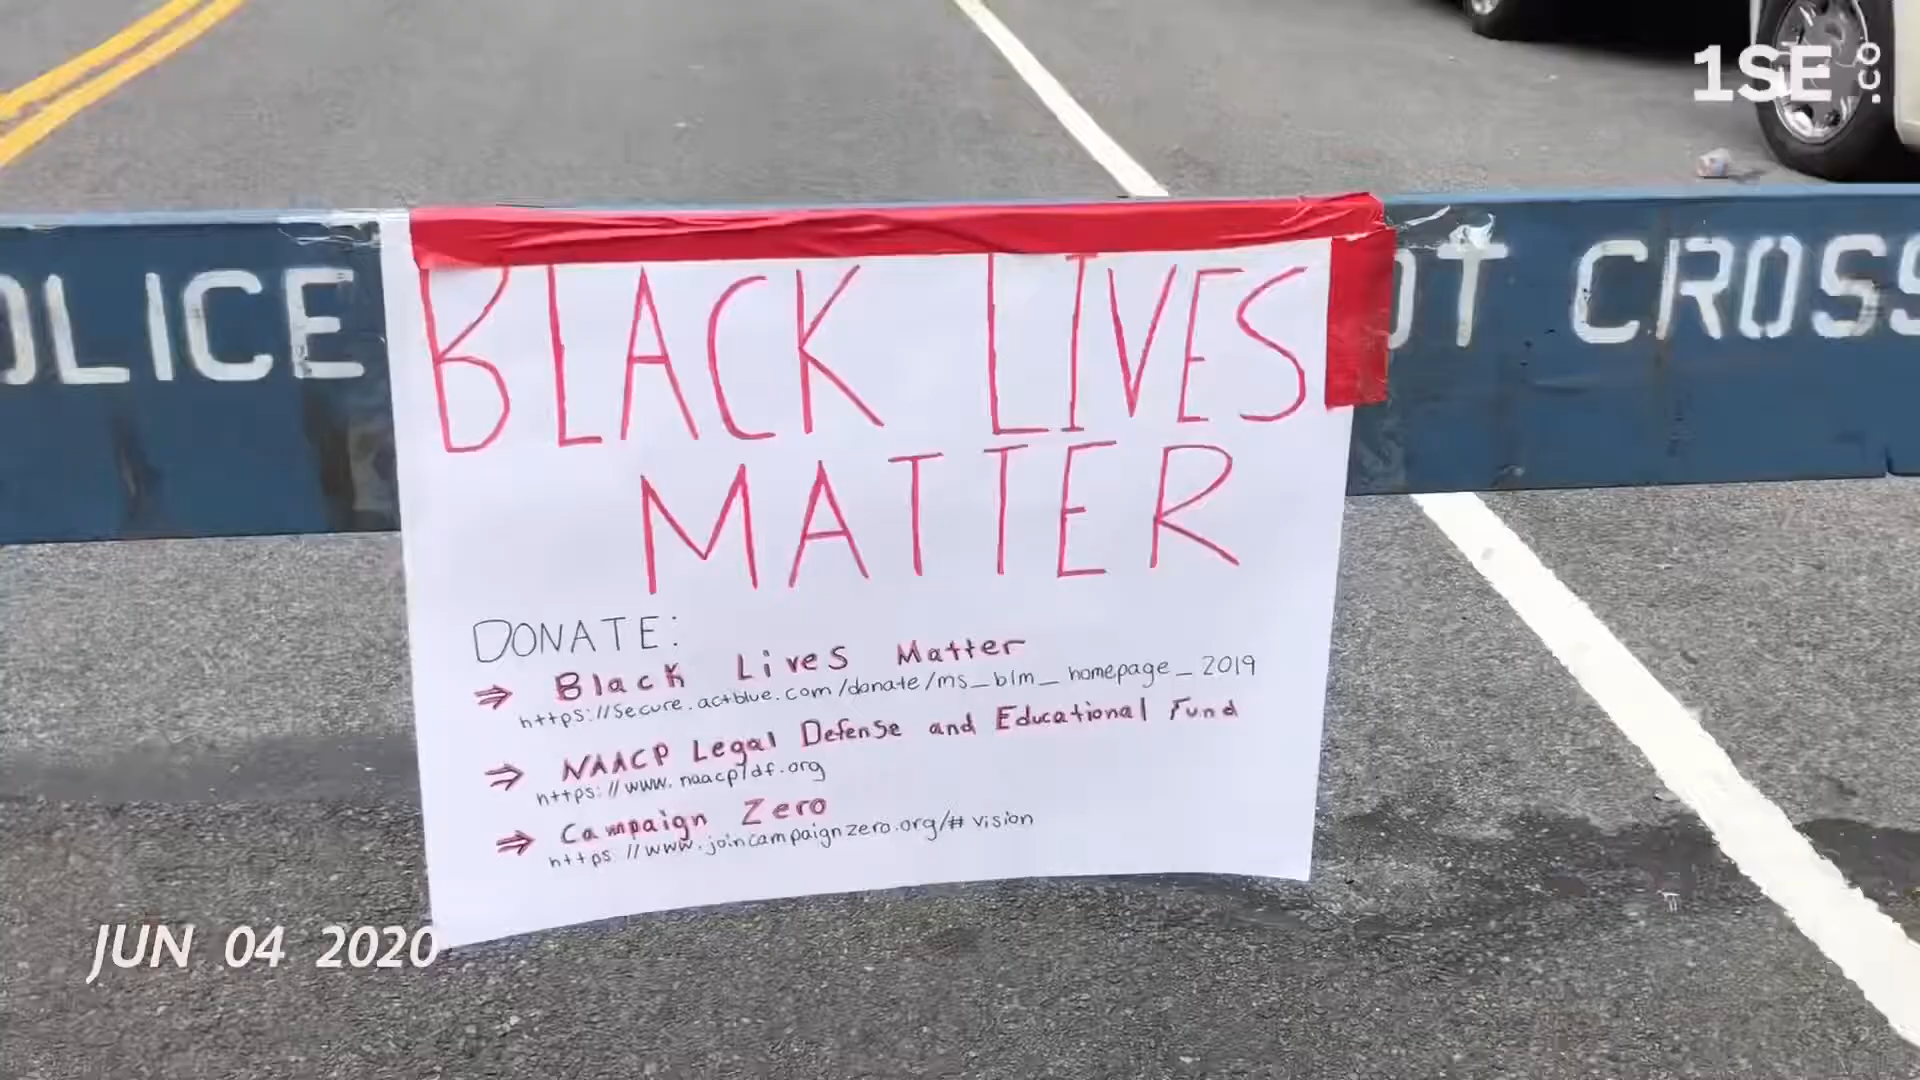 1SE.CO
OLICE
OT CROSS
BLACK LIVES
MATTER
DONATE:
⇒ Black Lives Matter
https://secure.actblue.com/donate/ms_blm_homepage_2019
⇒ NAACP Legal Defense and Educational Fund
https://www.naacpldf.org
⇒ Campaign Zero
https://www.joincampaignzero.org/#vision
JUN 04 2020